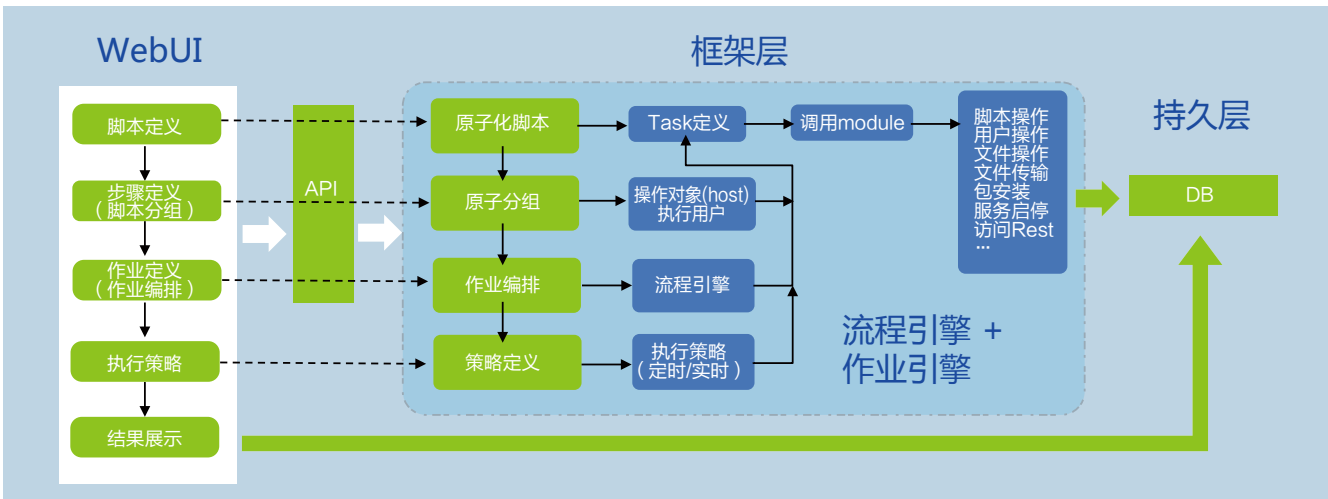 WebUI
脚本定义
步骤定义
（脚本分组）
作业定义
（作业编排）
执行策略
结果展示
API
框架层
原子化脚本
Task定义
调用module
脚本操作
用户操作
文件操作
文件传输
包安装
服务启停
访问Rest
...
原子分组
操作对象(host)
执行用户
作业编排
流程引擎
策略定义
执行策略
（定时/实时）
流程引擎 +
作业引擎
持久层
DB